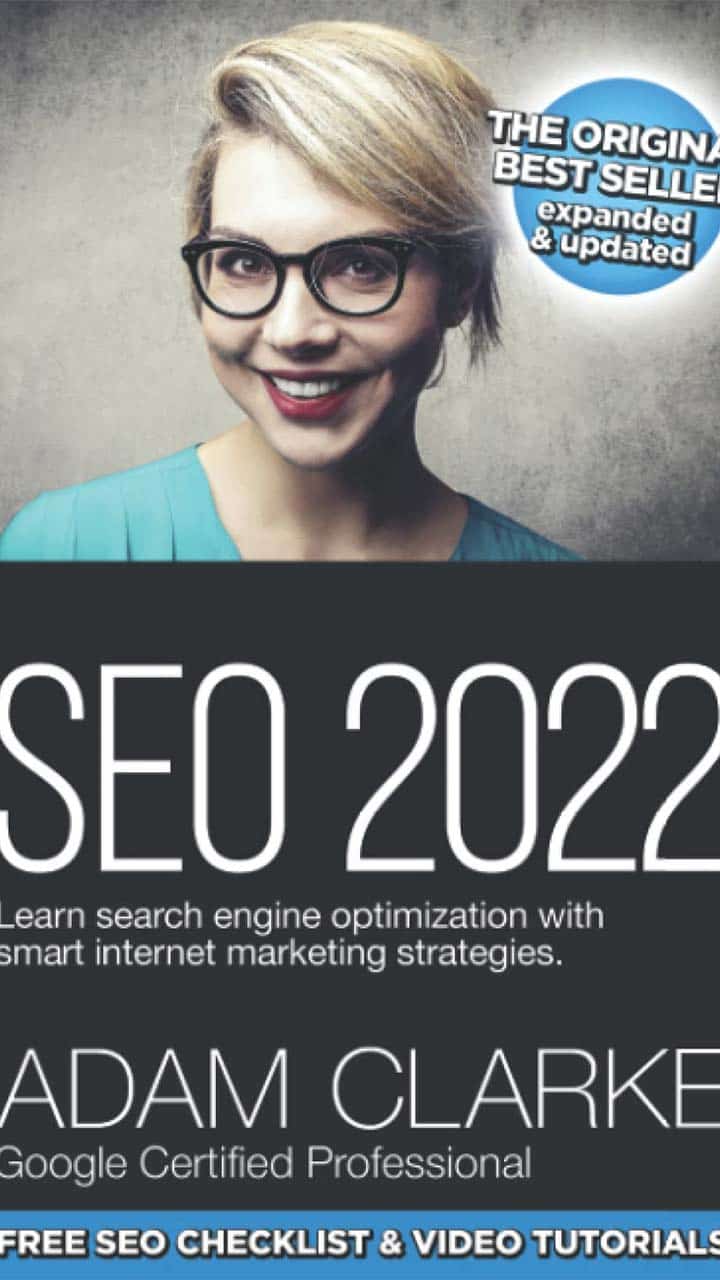 THE ORIGINA
BEST SELLE
expanded
& updated
SEO 2022
Learn search engine optimization with
smart internet marketing strategies.
ADAM CLARKE
Google Certified Professional
FREE SEO CHECKLIST & VIDEO TUTORIALS